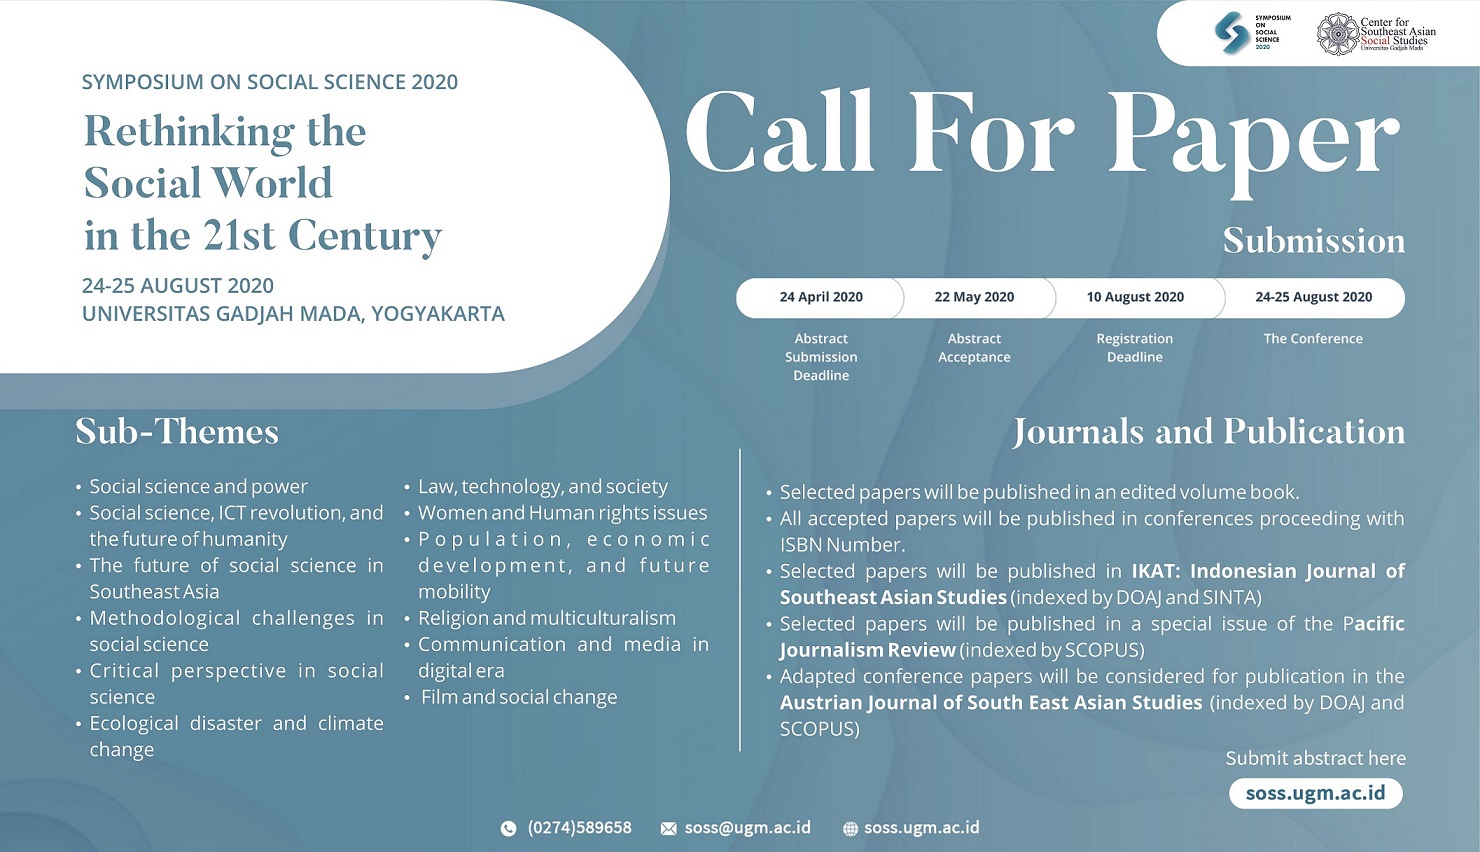 SYMPOSIUM
ON
SOCIAL
SCIENCE
2020
Center for
Southeast Asian
Social Studies
Universitas Gadjah Mada
SYMPOSIUM ON SOCIAL SCIENCE 2020
Rethinking the
Social World
in the 21st Century
24-25 AUGUST 2020
UNIVERSITAS GADJAH MADA, YOGYAKARTA
Call For Paper
Submission
24 April 2020
Abstract
Submission
Deadline
22 May 2020
Abstract
Acceptance
10 August 2020
Registration
Deadline
24-25 August 2020
The Conference
Sub-Themes
• Social science and power
• Social science, ICT revolution, and
the future of humanity
• The future of social science in
Southeast Asia
• Methodological challenges in
social science
• Critical perspective in social
science
• Ecological disaster and climate
change
• Law, technology, and society
• Women and Human rights issues
• Population, economic
development, and future
mobility
• Religion and multiculturalism
• Communication and media in
digital era
• Film and social change
Journals and Publication
• Selected papers will be published in an edited volume book.
• All accepted papers will be published in conferences proceeding with
ISBN Number.
• Selected papers will be published in IKAT: Indonesian Journal of
Southeast Asian Studies (indexed by DOAJ and SINTA)
• Selected papers will be published in a special issue of the Pacific
Journalism Review (indexed by SCOPUS)
• Adapted conference papers will be considered for publication in the
Austrian Journal of South East Asian Studies (indexed by DOAJ and
SCOPUS)
Submit abstract here
soss.ugm.ac.id
(0274)589658
soss@ugm.ac.id
soss.ugm.ac.id